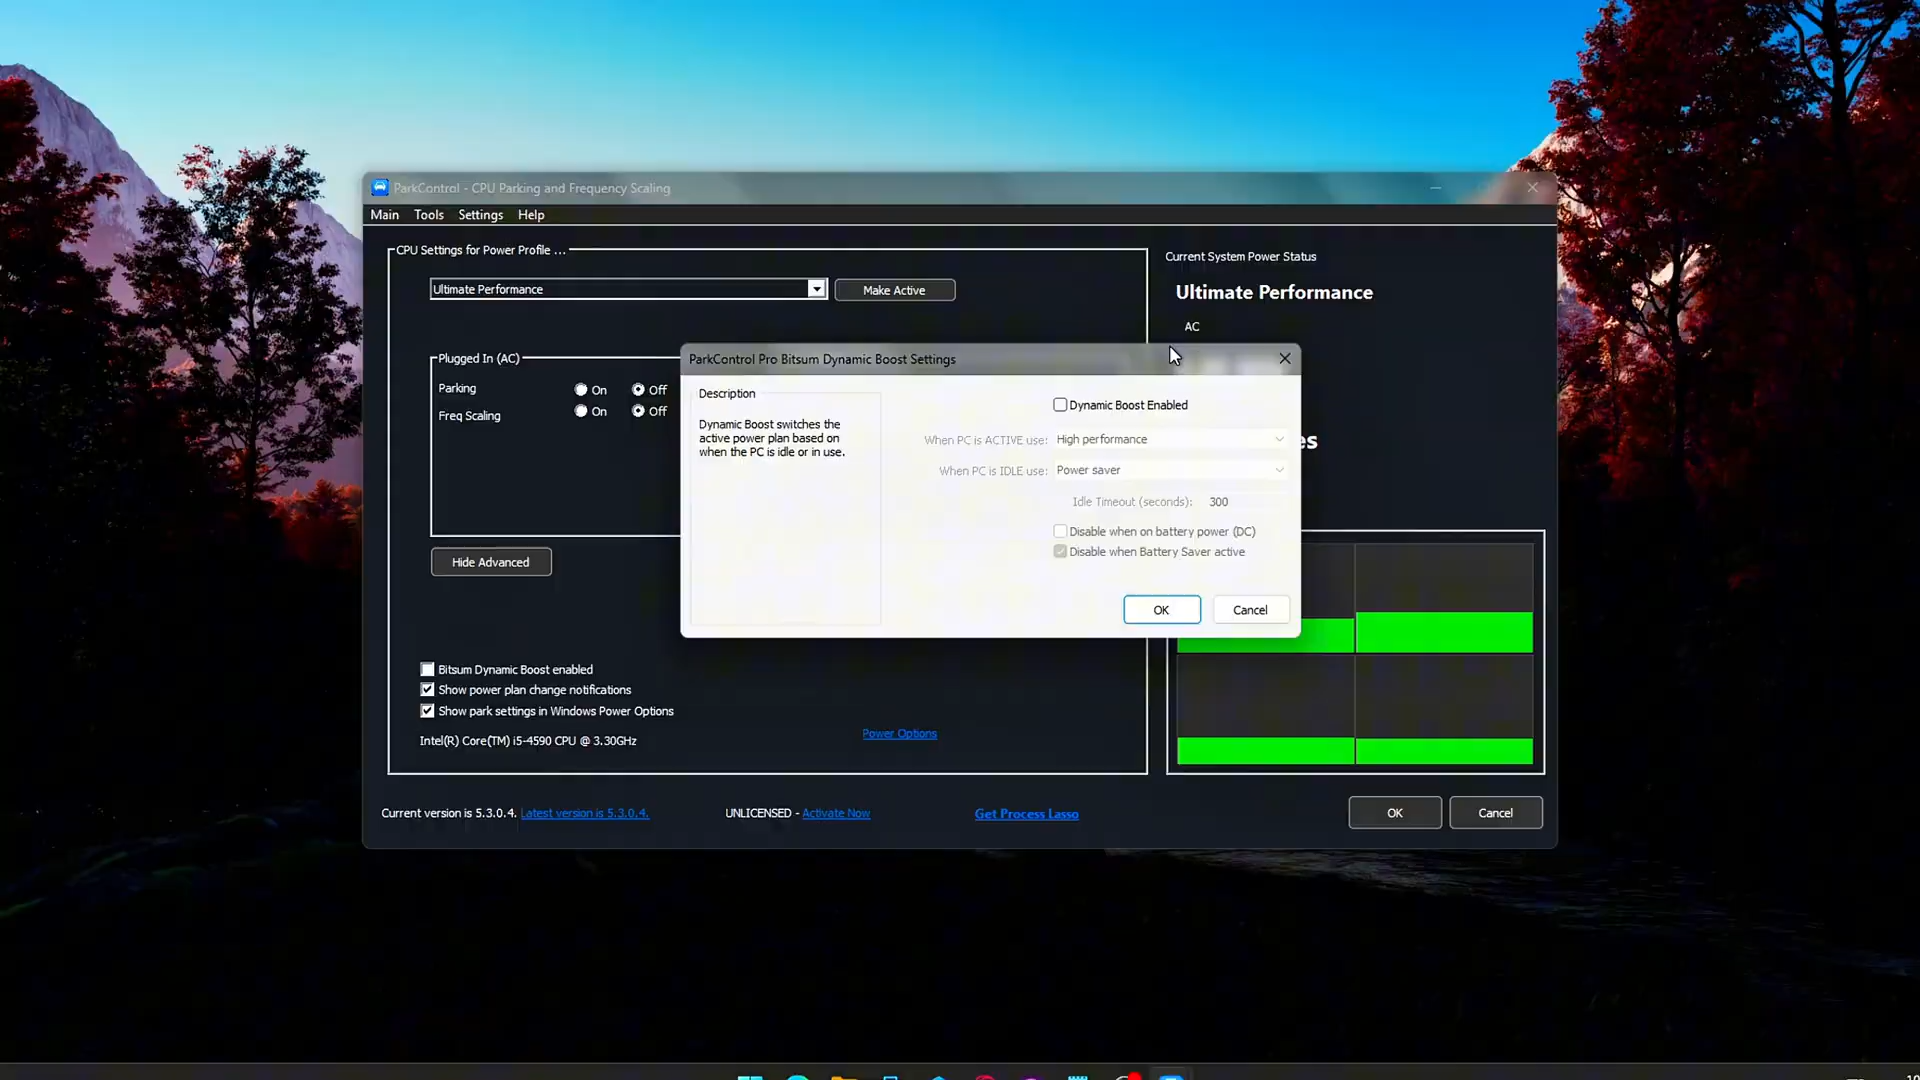 ParkControl - CPU Parking and Frequency Scaling
Main Tools Settings Help
CPU Settings for Power Profile ...
Ultimate Performance
Make Active
Current System Power Status
Ultimate Performance
AC
Plugged In (AC)
Parking On Off
Freq Scaling On Off
ParkControl Pro Bitsum Dynamic Boost Settings
Description
Dynamic Boost switches the
active power plan based on
when the PC is idle or in use.
Dynamic Boost Enabled
When PC is ACTIVE use: High performance
When PC is IDLE use: Power saver
Idle Timeout (seconds): 300
Disable when on battery power (DC)
Disable when Battery Saver active
OK Cancel
es
Hide Advanced
Bitsum Dynamic Boost enabled
Show power plan change notifications
Show park settings in Windows Power Options
Intel(R) Core(TM) i5-4590 CPU @ 3.30GHz
Power Options
Current version is 5.3.0.4. Latest version is 5.3.0.4.
UNLICENSED - Activate Now
Get Process Lasso
OK Cancel